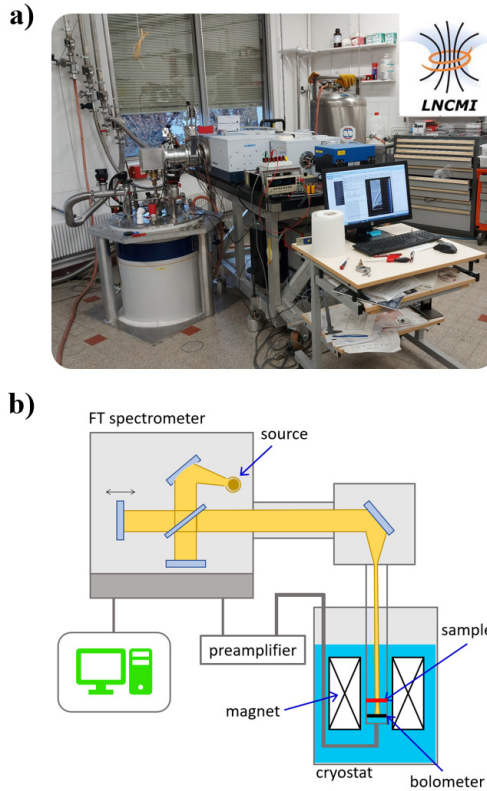 a)
LNCMI
b)
FT spectrometer
source
preamplifier
sample
magnet
cryostat
bolometer